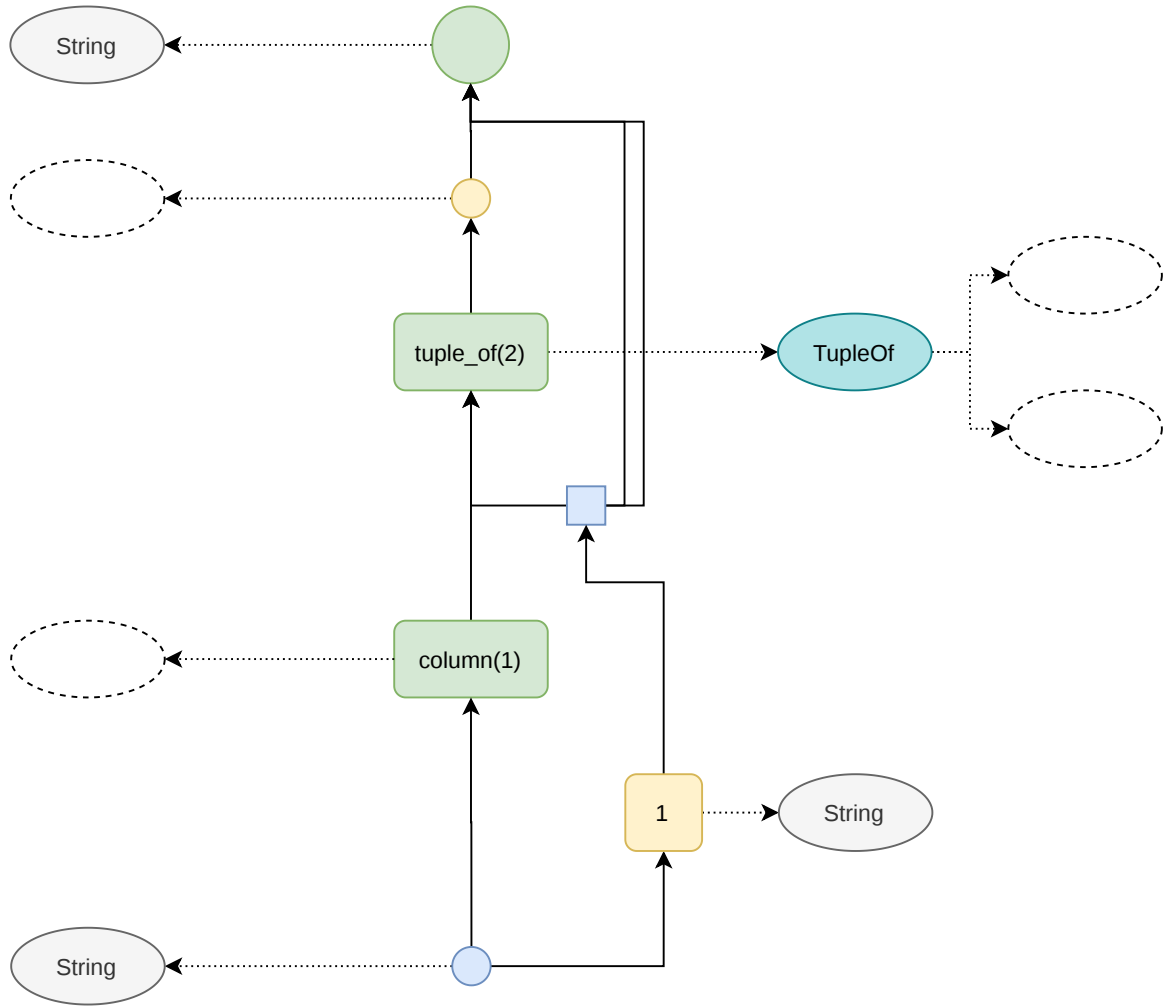 String
tuple_of(2)
TupleOf
column(1)
1
String
String